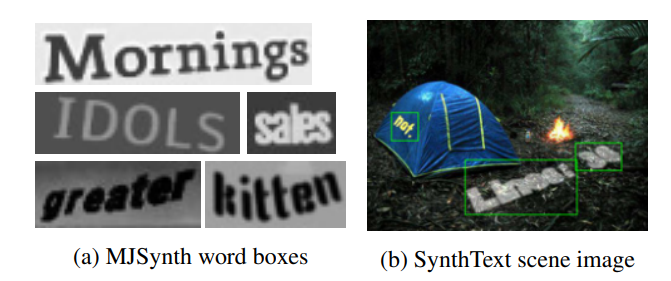 Mornings
IDOLS
sales
greater
kitten
not.
(a) MJSynth word boxes
(b) SynthText scene image